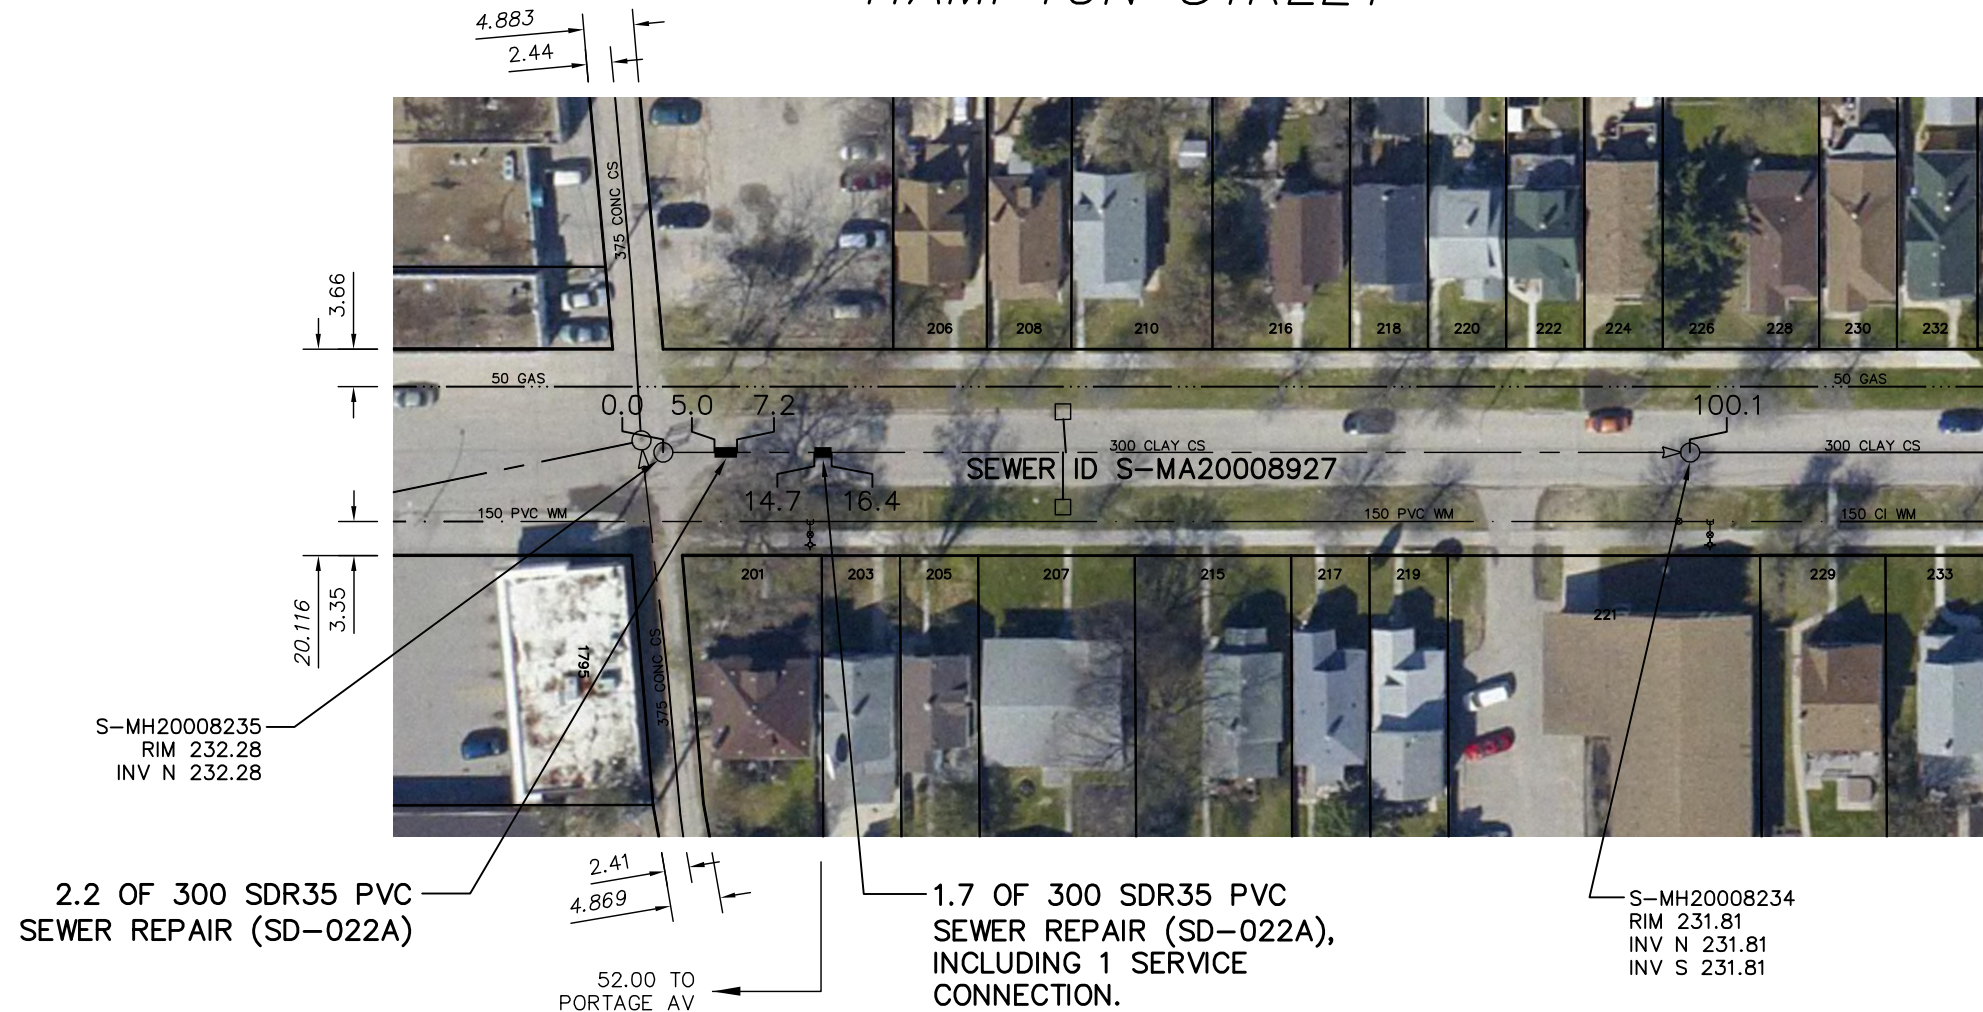 HAMPTON STREET
4.883
2.44
375 CONC CS
3.66
206 208 210 216 218 220 222 224 226 228 230 232
50 GAS
50 GAS
0.0 5.0 7.2
100.1
300 CLAY CS
300 CLAY CS
SEWER ID S-MA20008927
14.7 16.4
150 PVC WM
150 PVC WM
150 CI WM
201 203 205 207 215 217 219 221 229 233
20.116
3.35
1795
375 CONC CS
S-MH20008235
RIM 232.28
INV N 232.28
2.41
4.869
2.2 OF 300 SDR35 PVC
SEWER REPAIR (SD-022A)
52.00 TO
PORTAGE AV
1.7 OF 300 SDR35 PVC
SEWER REPAIR (SD-022A),
INCLUDING 1 SERVICE
CONNECTION.
S-MH20008234
RIM 231.81
INV N 231.81
INV S 231.81